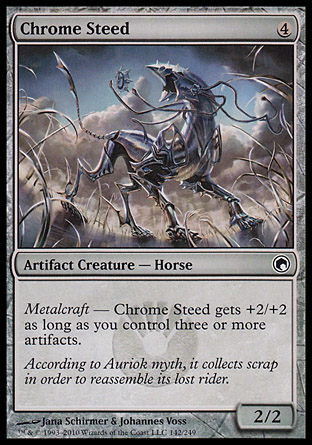 Chrome Steed 4
Artifact Creature — Horse
Metalcraft — Chrome Steed gets +2/+2
as long as you control three or more
artifacts.
According to Auriok myth, it collects scrap
in order to reassemble its lost rider.
Jana Schirmer & Johannes Voss
™ & © 1993–2010 Wizards of the Coast LLC 142/249
2/2